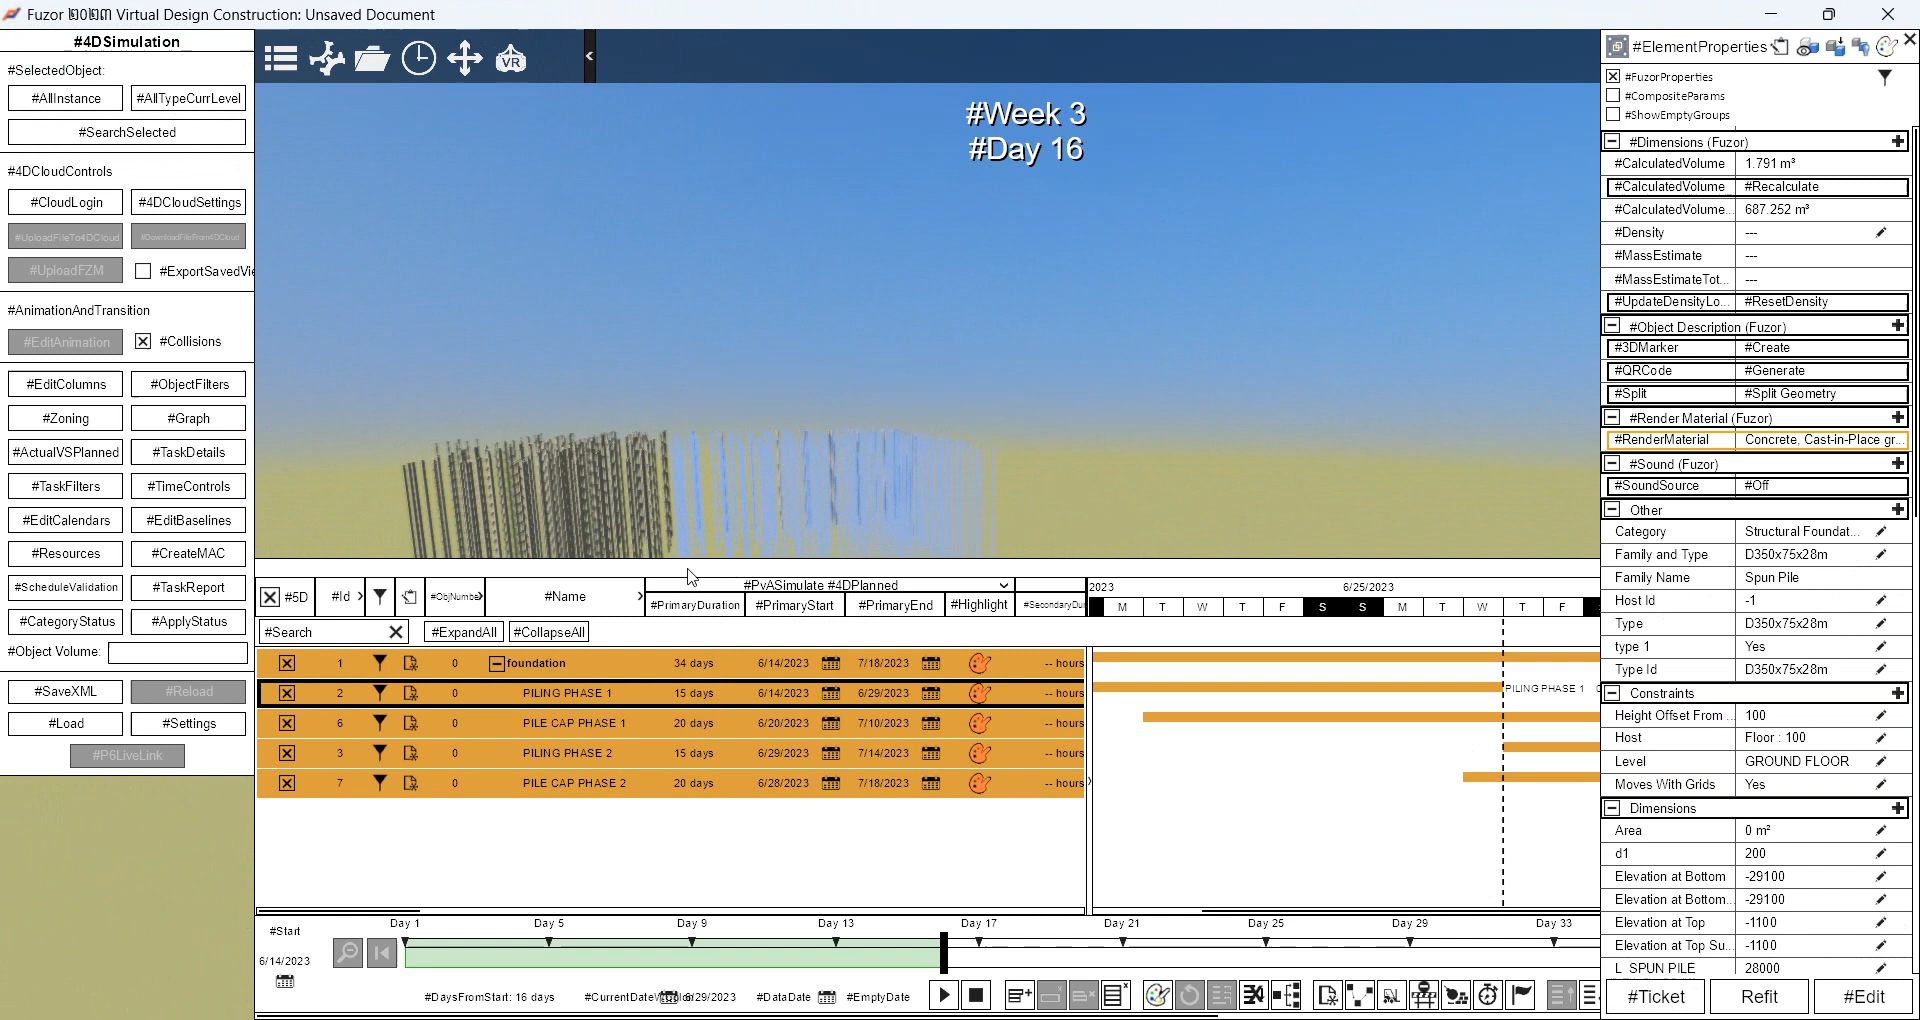 Virtual Design Construction: Unsaved Document
#4DSimulation
#SelectedObject:
#AllInstance #AllTypeCurrLevel
#SearchSelected
#4DCloudControls
#CloudLogin #4DCloudSettings
#UploadFileTo4DCloud #DownloadFileFrom4DCloud
#UploadFZM #ExportSavedVie
#AnimationAndTransition
#EditAnimation #Collisions
#EditColumns #ObjectFilters
#Zoning #Graph
#ActualVSPlanned #TaskDetails
#TaskFilters #TimeControls
#EditCalendars #EditBaselines
#Resources #CreateMAC
#ScheduleValidation #TaskReport
#CategoryStatus #ApplyStatus
#Object Volume:
#SaveXML #Reload
#Load #Settings
#P6LiveLink
VR
#Week 3
#Day 16
#5D #Id #ObjNumbe #Name #PvASimulate #4DPlanned
#PrimaryDuration #PrimaryStart #PrimaryEnd #Highlight #SecondaryDur
2023 6/25/2023
M T W T F S S M T W T F
#Search #ExpandAll #CollapseAll
1 0 foundation 34 days 6/14/2023 7/18/2023 -- hours
2 0 PILING PHASE 1 15 days 6/14/2023 6/29/2023 -- hours
6 0 PILE CAP PHASE 1 20 days 6/20/2023 7/10/2023 -- hours
3 0 PILING PHASE 2 15 days 6/29/2023 7/14/2023 -- hours
7 0 PILE CAP PHASE 2 20 days 6/28/2023 7/18/2023 -- hours
PILING PHASE 1
Day 1 Day 5 Day 9 Day 13 Day 17 Day 21 Day 25 Day 29 Day 33
#Start
6/14/2023
#DaysFromStart: 16 days 6/29/2023 #DataDate #EmptyDate
#ElementProperties
#FuzorProperties
#CompositeParams
#ShowEmptyGroups
#Dimensions (Fuzor)
#CalculatedVolume 1.791 m³
#CalculatedVolume #Recalculate
#CalculatedVolume... 687.252 m³
#Density ---
#MassEstimate ---
#MassEstimateTot... ---
#UpdateDensityLo... #ResetDensity
#Object Description (Fuzor)
#3DMarker #Create
#QRCode #Generate
#Split #Split Geometry
#Render Material (Fuzor)
#RenderMaterial Concrete, Cast-in-Place gr...
#Sound (Fuzor)
#SoundSource #Off
Other
Category Structural Foundat...
Family and Type D350x75x28m
Family Name Spun Pile
Host Id -1
Type D350x75x28m
type 1 Yes
Type Id D350x75x28m
Constraints
Height Offset From ... 100
Host Floor : 100
Level GROUND FLOOR
Moves With Grids Yes
Dimensions
Area 0 m²
d1 200
Elevation at Bottom -29100
Elevation at Bottom... -29100
Elevation at Top -1100
Elevation at Top Su... -1100
L SPUN PILE 28000
#Ticket Refit #Edit